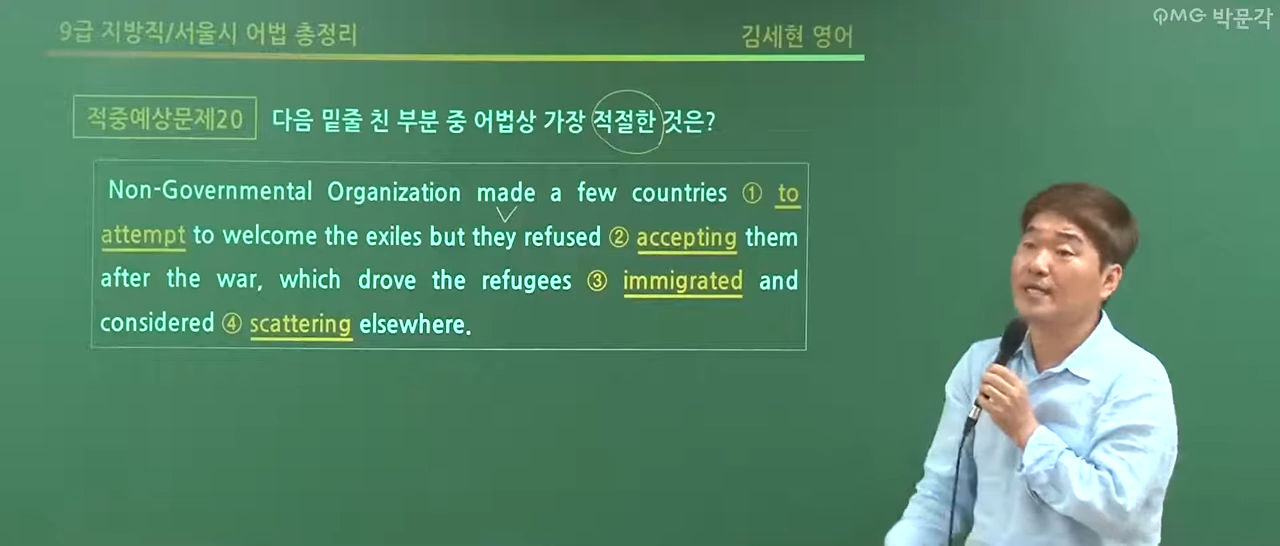 QMG 박문각
9급 지방직/서울시 어법 총정리
김세현 영어
적중예상문제20 다음 밑줄 친 부분 중 어법상 가장 적절한 것은?
Non-Governmental Organization made a few countries ① to
attempt to welcome the exiles but they refused ② accepting them
after the war, which drove the refugees ③ immigrated and
considered ④ scattering elsewhere.